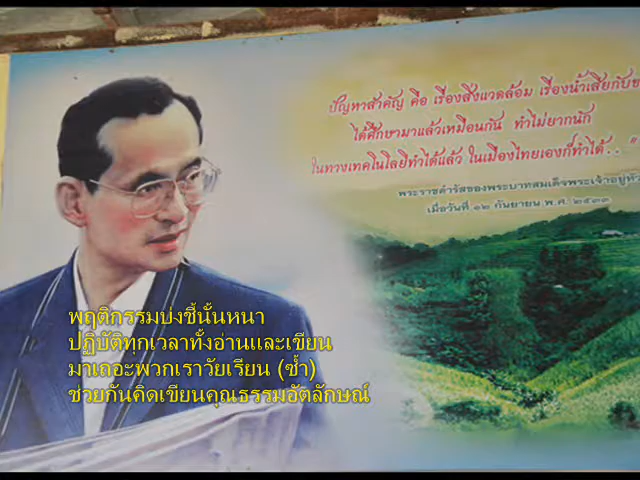 ปัญหาสำคัญ คือ เรื่องสิ่งแวดล้อม เรื่องน้ำเสียกับข
ได้ศึกษามาแล้วเหมือนกัน ทำไม่ยากนัก
ในทางเทคโนโลยีทำได้แล้ว ในเมืองไทยเองก็ทำได้.. "
พระราชดำรัสของพระบาทสมเด็จพระเจ้าอยู่หัว
เมื่อวันที่ ๑๒ กันยายน พ.ศ. ๒๕๓๓
พฤติกรรมบ่งชี้นั้นหนา
ปฏิบัติทุกเวลาทั้งอ่านและเขียน
มาเถอะพวกเราวัยเรียน (ซ้ำ)
ช่วยกันคิดเขียนคุณธรรมอัตลักษณ์